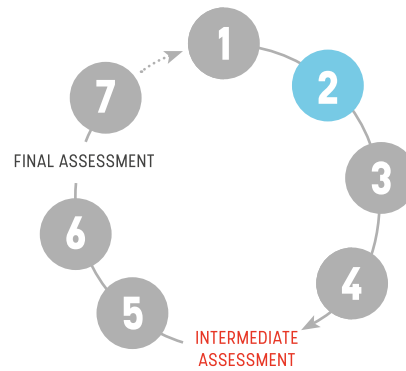 1
2
3
4
INTERMEDIATE
ASSESSMENT
5
6
FINAL ASSESSMENT
7